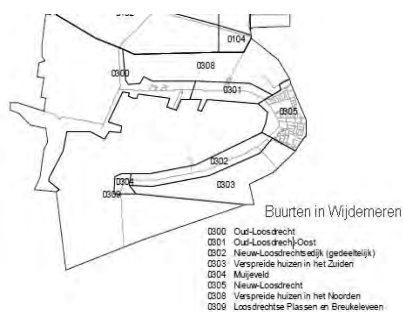 0104
0308
0300
0301
0305
0302
0304
0303
0309
Buurten in Wijdemeren
0300 Oud-Loosdrecht
0301 Oud-Loosdrecht-Oost
0302 Nieuw-Loosdrechtsedijk (gedeeltelijk)
0303 Verspreide huizen in het Zuiden
0304 Muijeveld
0305 Nieuw-Loosdrecht
0308 Verspreide huizen in het Noorden
0309 Loosdrechtse Plassen en Breukeleveen